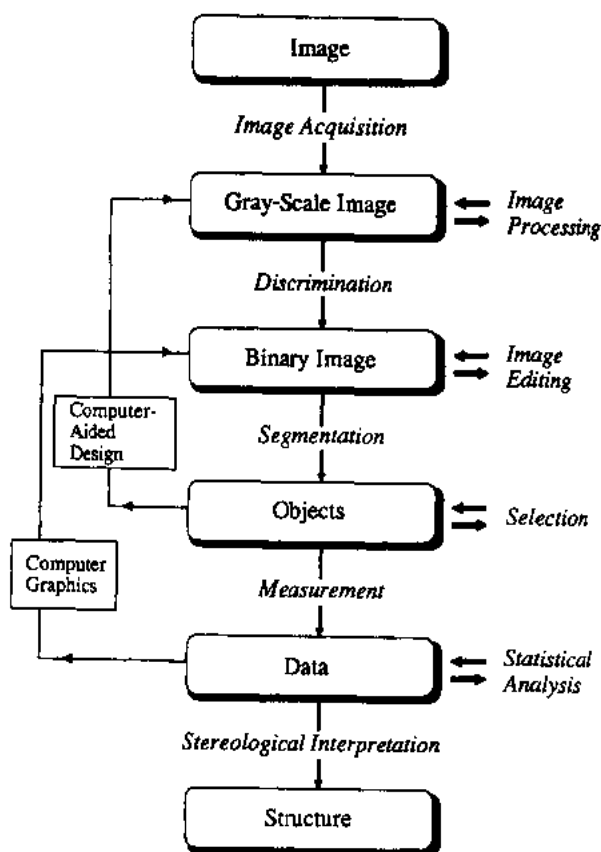 Image
Image Acquisition
Gray-Scale Image
Image
Processing
Discrimination
Binary Image
Image
Editing
Computer-
Aided
Design
Segmentation
Objects
Selection
Computer
Graphics
Measurement
Data
Statistical
Analysis
Stereological Interpretation
Structure